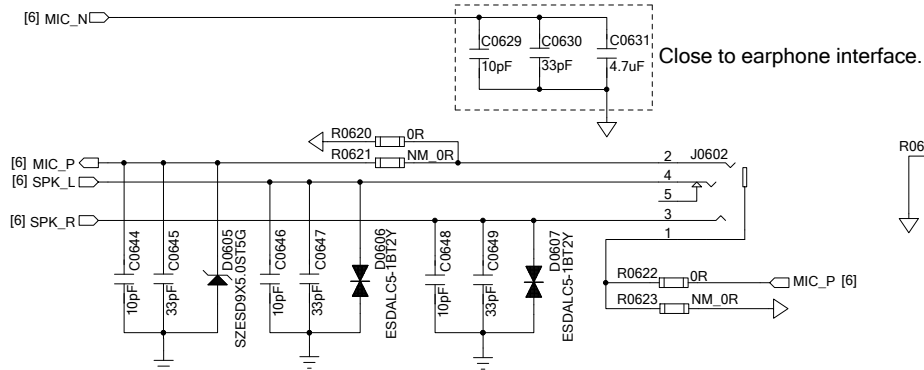 [6] MIC_N
C0629
C0630
C0631
10pF
33pF
4.7uF
Close to earphone interface.
R0620
0R
R0621
NM_0R
2
J0602
R06
[6] MIC_P
[6] SPK_L
4
5
[6] SPK_R
3
1
C0644
10pF
C0645
33pF
D0605
SZESD9X5.0ST5G
C0646
10pF
C0647
33pF
D0606
ESDALC5-1BT2Y
C0648
10pF
C0649
33pF
D0607
ESDALC5-1BT2Y
R0622
0R
MIC_P [6]
R0623
NM_0R